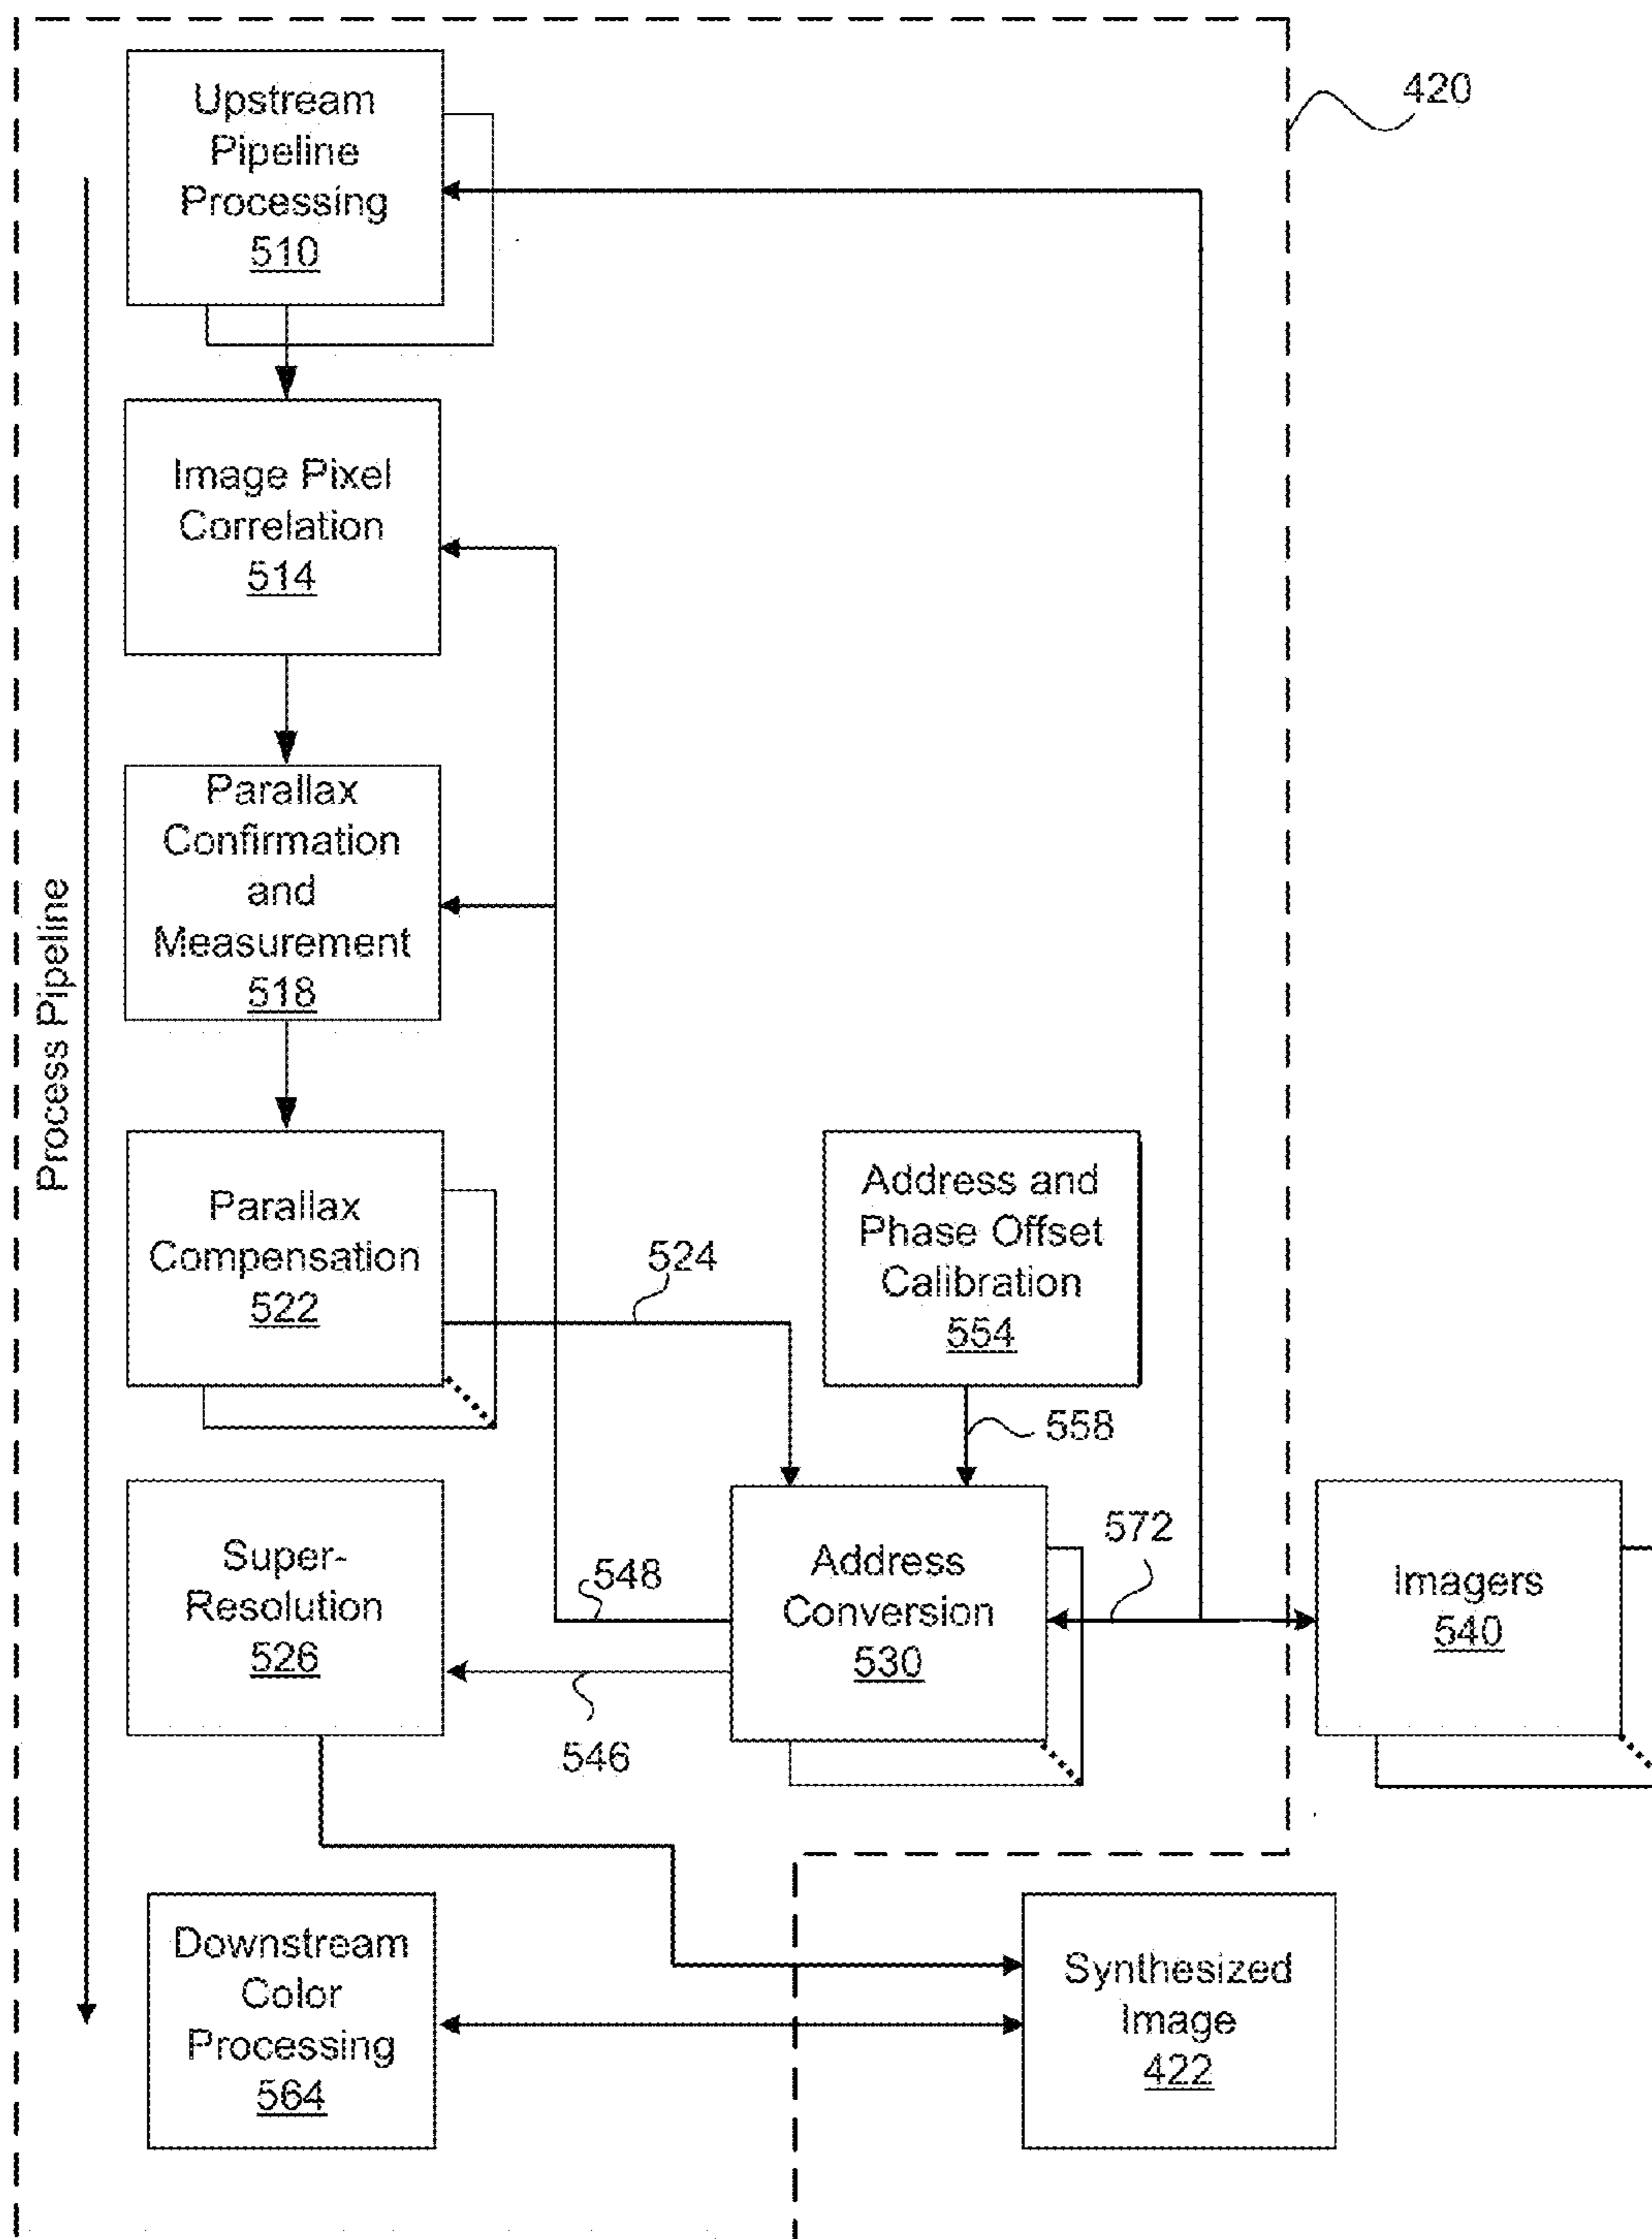 420
Upstream
Pipeline
Processing
510
Image Pixel
Correlation
514
Parallax
Confirmation
and
Measurement
518
Process Pipeline
Parallax
Compensation
522
524
Address and
Phase Offset
Calibration
554
558
Super-
Resolution
526
548
546
Address
Conversion
530
572
Imagers
540
Downstream
Color
Processing
564
Synthesized
Image
422